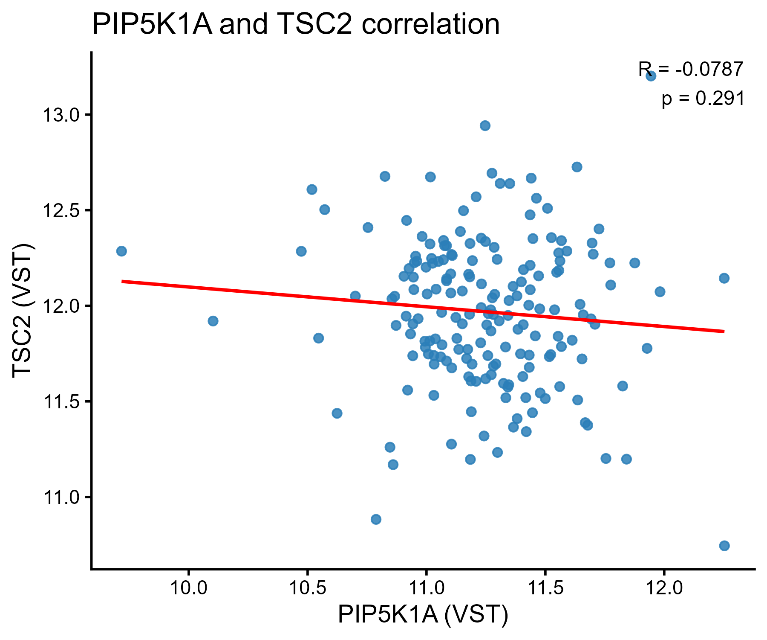 PIP5K1A and TSC2 correlation
R = -0.0787
p = 0.291
13.0
12.5
12.0
11.5
11.0
TSC2 (VST)
10.0 10.5 11.0 11.5 12.0
PIP5K1A (VST)